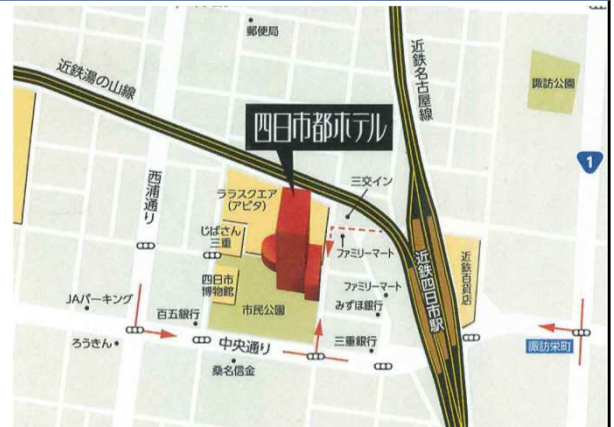 郵便局
近鉄湯の山線
近鉄名古屋線
諏訪公園
四日市都ホテル
1
西浦通り
ララスクエア
(アピタ)
三交イン
じばさん
三重
ファミリーマート
近鉄四日市駅
近鉄百貨店
四日市
博物館
ファミリーマート
JAパーキング
市民公園
みずほ銀行
百五銀行
ろうきん
中央通り
三重銀行
諏訪栄町
桑名信金